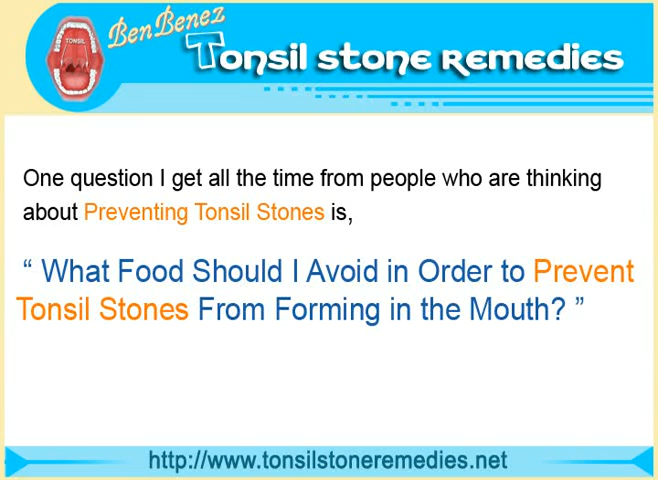 TONSIL
Ben Benez
Tonsil stone Remedies
One question I get all the time from people who are thinking
about Preventing Tonsil Stones is,
“ What Food Should I Avoid in Order to Prevent
Tonsil Stones From Forming in the Mouth? ”
http://www.tonsilstoneremedies.net